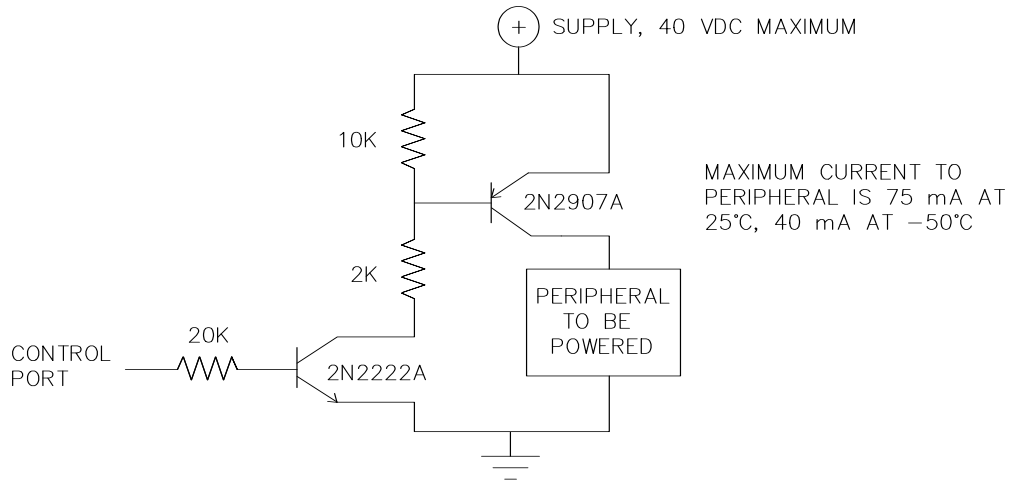 + SUPPLY, 40 VDC MAXIMUM
10K
MAXIMUM CURRENT TO
PERIPHERAL IS 75 mA AT
25°C, 40 mA AT −50°C
2N2907A
2K
PERIPHERAL
TO BE
POWERED
20K
CONTROL
PORT
2N2222A